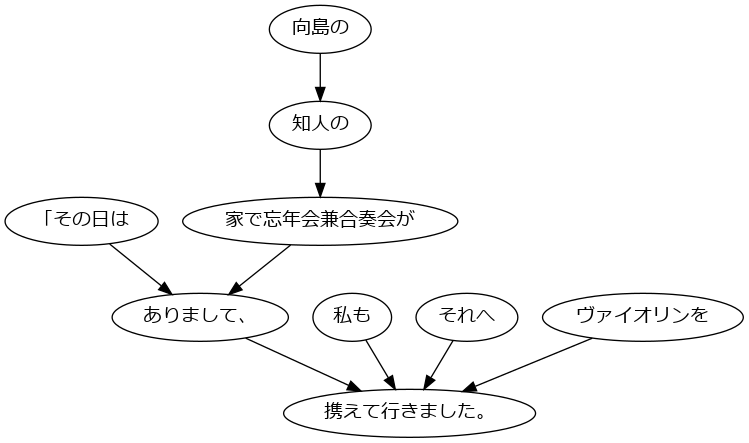 向島の
知人の
「その日は
家で忘年会兼合奏会が
ありまして、
私も
それへ
ヴァイオリンを
携えて行きました。